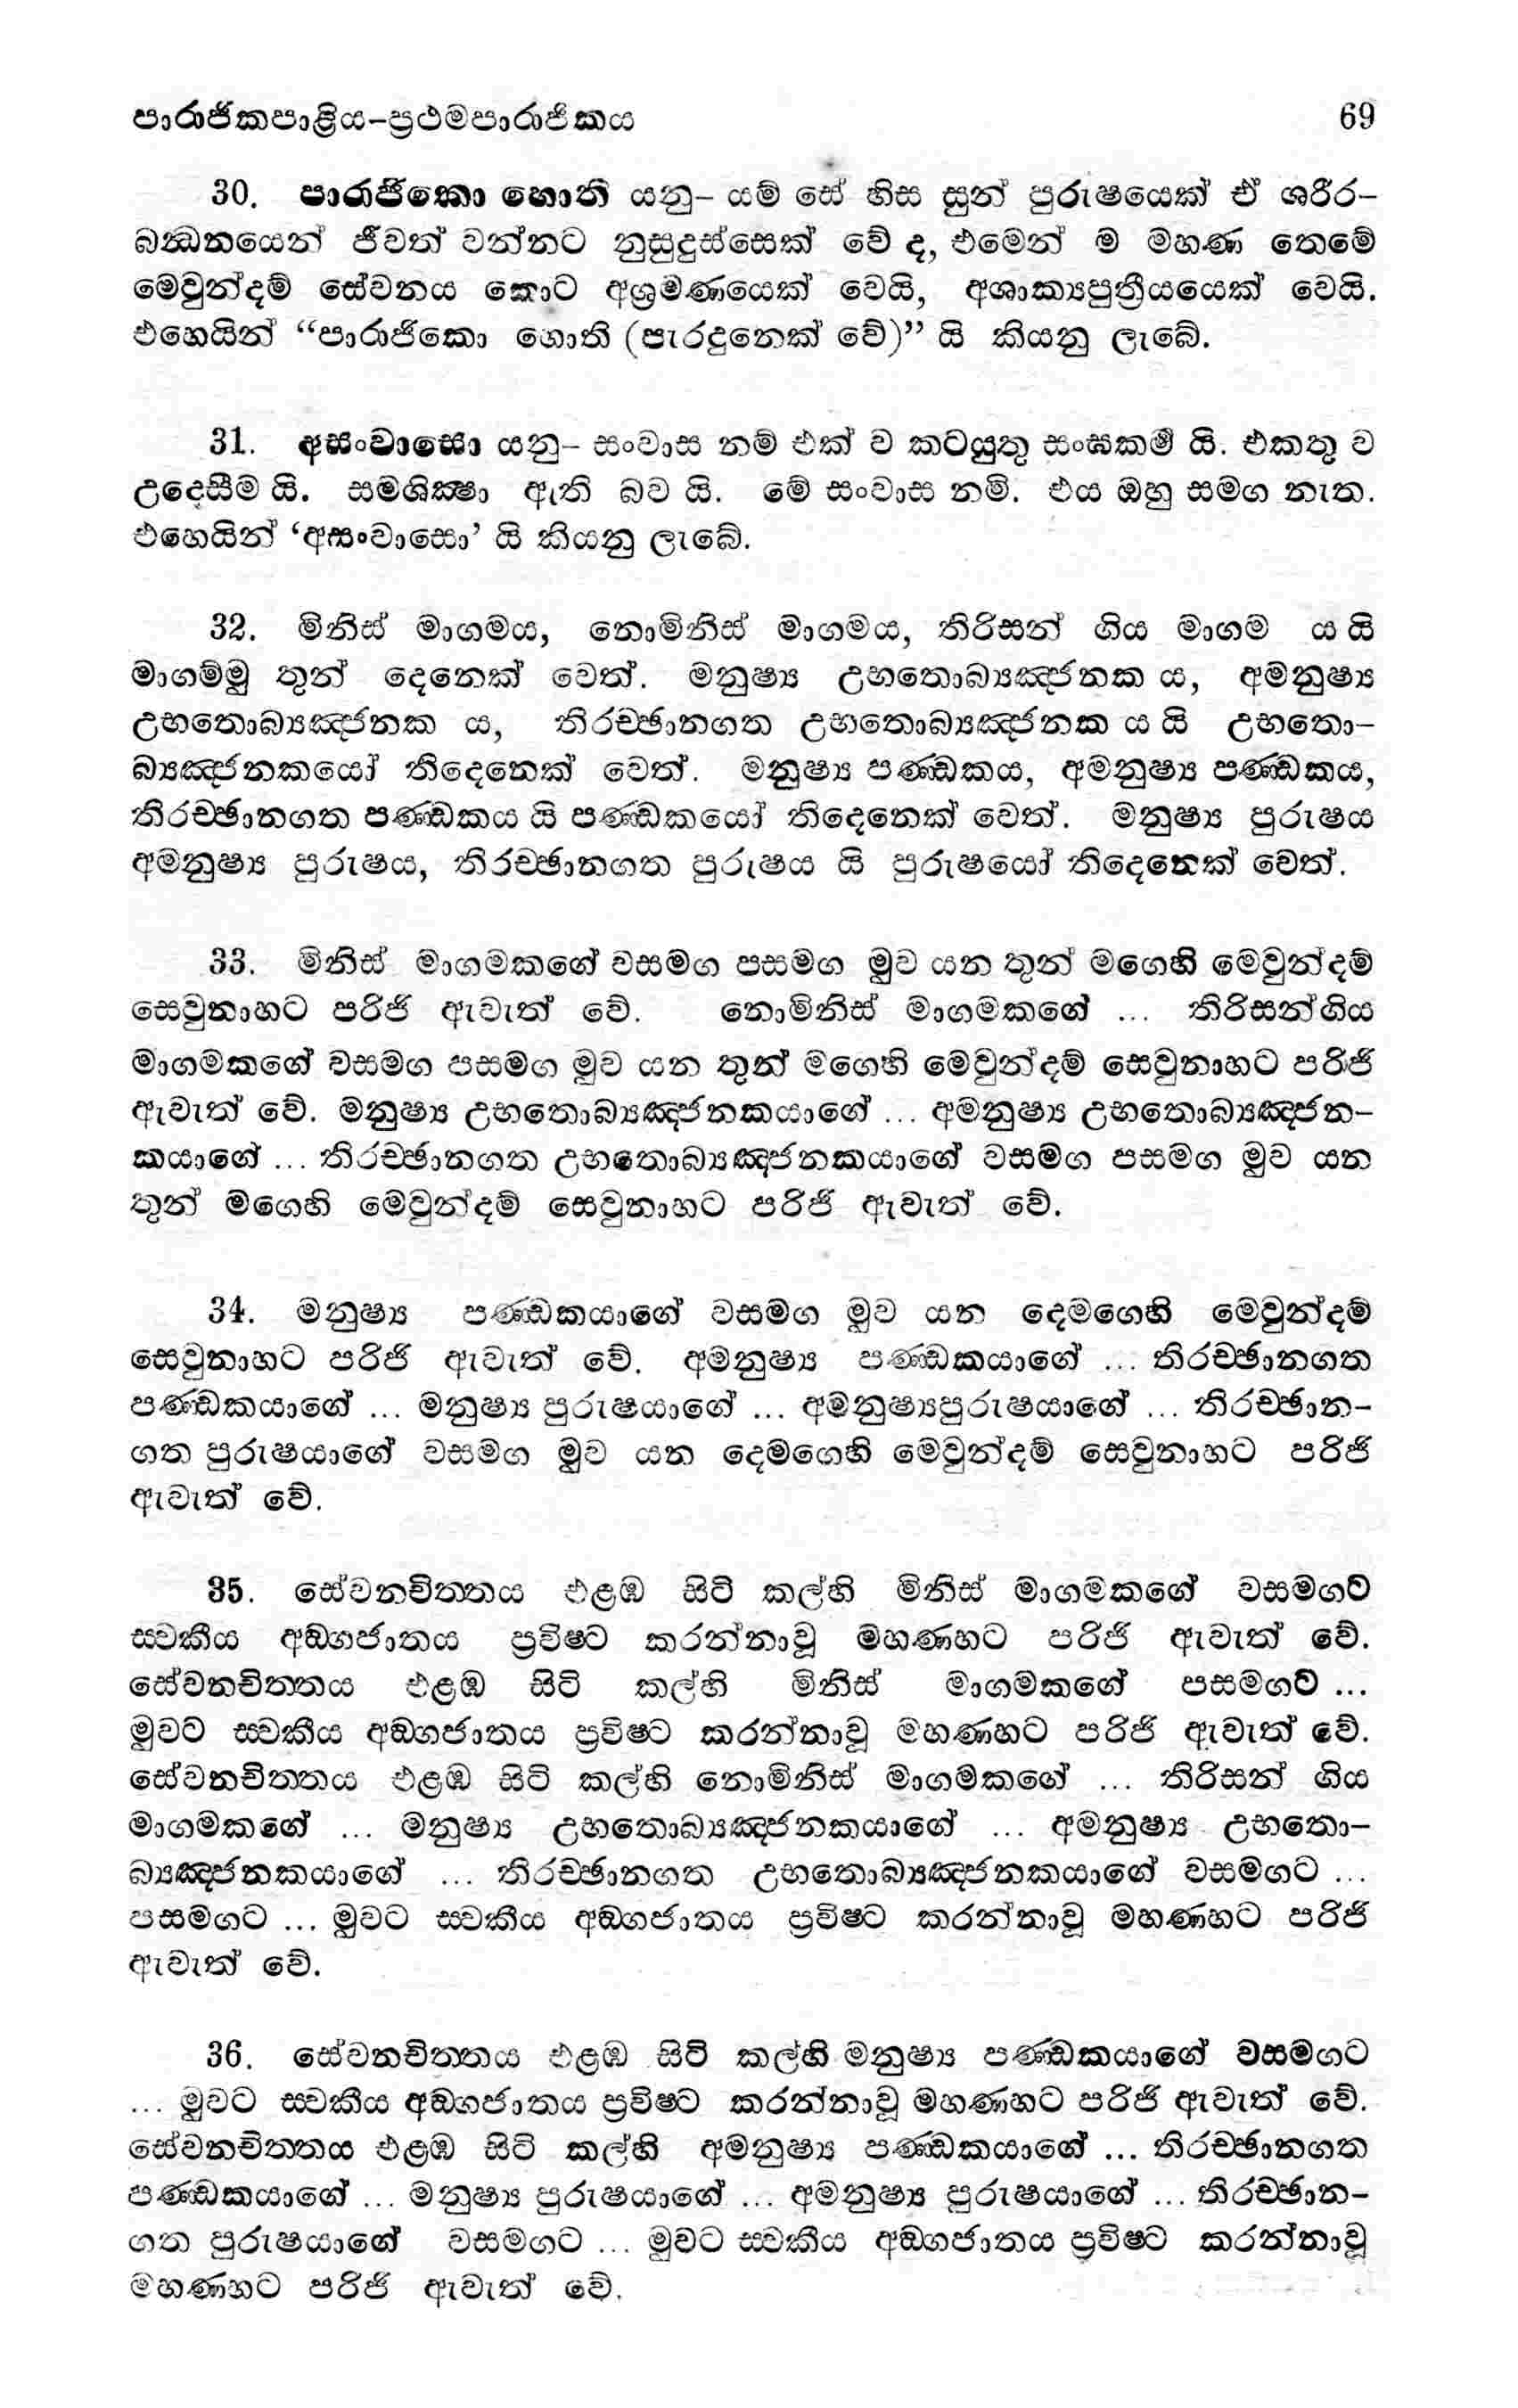 පාරාජිකපාළිය-ප්‍රථමපාරාජිකය 69
30. පාරාජිකො හොති යනු- යම් සේ හිස සුන් පුරුෂයෙක් ඒ ශරීර-
බන්‍ධනයෙන් ජීවත් වන්නට නුසුදුස්සෙක් වේ ද, එමෙන් ම මහණ තෙමේ
මෙවුන්දම් සේවනය කොට අශ්‍රමණයෙක් වෙයි, අශාක්‍යපුත්‍රීයයෙක් වෙයි.
එහෙයින් “පාරාජිකො හොති (පැරදුනෙක් වේ)” යි කියනු ලැබේ.
31. අසංවාසො යනු- සංවාස නම් එක් ව කටයුතු සංඝකර්‍ම යි. එකතු ව
උදෙසීම යි. සමශික්‍ෂා ඇති බව යි. මේ සංවාස නමි. එය ඔහු සමග නැත.
එහෙයින් ‘අසංවාසො’ යි කියනු ලැබේ.
32. මිනිස් මාගමය, නොමිනිස් මාගමය, තිරිසන් ගිය මාගම ය යි
මාගම්මු තුන් දෙනෙක් වෙත්. මනුෂ්‍ය උභතොබ්‍යඤ්ජනක ය, අමනුෂ්‍ය
උභතොබ්‍යඤ්ජනක ය, තිරච්ඡානගත උභතොබ්‍යඤ්ජනක ය යි උභතො-
බ්‍යඤ්ජනකයෝ තිදෙනෙක් වෙත්. මනුෂ්‍ය පණ්ඩකය, අමනුෂ්‍ය පණ්ඩකය,
තිරච්ඡානගත පණ්ඩකය යි පණ්ඩකයෝ තිදෙනෙක් වෙත්. මනුෂ්‍ය පුරුෂය
අමනුෂ්‍ය පුරුෂය, තිරච්ඡානගත පුරුෂය යි පුරුෂයෝ තිදෙනෙක් වෙත්.
33. මිනිස් මාගමකගේ වසමග පසමග මුව යන තුන් මගෙහි මෙවුන්දම්
සෙවුනාහට පරිජි ඇවැත් වේ. නොමිනිස් මාගමකගේ ... තිරිසන්ගිය
මාගමකගේ වසමග පසමග මුව යන තුන් මගෙහි මෙවුන්දම් සෙවුනාහට පරිජි
ඇවැත් වේ. මනුෂ්‍ය උභතොබ්‍යඤ්ජනකයාගේ ... අමනුෂ්‍ය උභතොබ්‍යඤ්ජන-
කයාගේ ... තිරච්ඡානගත උභතොබ්‍යඤ්ජනකයාගේ වසමග පසමග මුව යන
තුන් මගෙහි මෙවුන්දම් සෙවුනාහට පරිජි ඇවැත් වේ.
34. මනුෂ්‍ය පණ්ඩකයාගේ වසමග මුව යන දෙමගෙහි මෙවුන්දම්
සෙවුනාහට පරිජි ඇවැත් වේ. අමනුෂ්‍ය පණ්ඩකයාගේ ... තිරච්ඡානගත
පණ්ඩකයාගේ ... මනුෂ්‍ය පුරුෂයාගේ ... අමනුෂ්‍යපුරුෂයාගේ ... තිරච්ඡාන-
ගත පුරුෂයාගේ වසමග මුව යන දෙමගෙහි මෙවුන්දම් සෙවුනාහට පරිජි
ඇවැත් වේ.
35. සේවනචිත්තය එළඹ සිටි කල්හි මිනිස් මාගමකගේ වසමගට
ස්වකීය අඞ්ගජාතය ප්‍රවිෂ්ට කරන්නාවූ මහණහට පරිජි ඇවැත් වේ.
සේවනචිත්තය එළඹ සිටි කල්හි මිනිස් මාගමකගේ පසමගට ...
මුවට ස්වකීය අඞ්ගජාතය ප්‍රවිෂ්ට කරන්නාවූ මහණහට පරිජි ඇවැත් වේ.
සේවනචිත්තය එළඹ සිටි කල්හි නොමිනිස් මාගමකගේ ... තිරිසන් ගිය
මාගමකගේ ... මනුෂ්‍ය උභතොබ්‍යඤ්ජනකයාගේ ... අමනුෂ්‍ය උභතො-
බ්‍යඤ්ජනකයාගේ ... තිරච්ඡානගත උභතොබ්‍යඤ්ජනකයාගේ වසමගට ...
පසමගට ... මුවට ස්වකීය අඞ්ගජාතය ප්‍රවිෂ්ට කරන්නාවූ මහණහට පරිජි
ඇවැත් වේ.
36. සේවනචිත්තය එළඹ සිටි කල්හි මනුෂ්‍ය පණ්ඩකයාගේ වසමගට
... මුවට ස්වකීය අඞ්ගජාතය ප්‍රවිෂ්ට කරන්නාවූ මහණහට පරිජි ඇවැත් වේ.
සේවනචිත්තය එළඹ සිටි කල්හි අමනුෂ්‍ය පණ්ඩකයාගේ ... තිරච්ඡානගත
පණ්ඩකයාගේ ... මනුෂ්‍ය පුරුෂයාගේ ... අමනුෂ්‍ය පුරුෂයාගේ ... තිරච්ඡාන-
ගත පුරුෂයාගේ වසමගට ... මුවට ස්වකීය අඞ්ගජාතය ප්‍රවිෂ්ට කරන්නාවූ
මහණහට පරිජි ඇවැත් වේ.